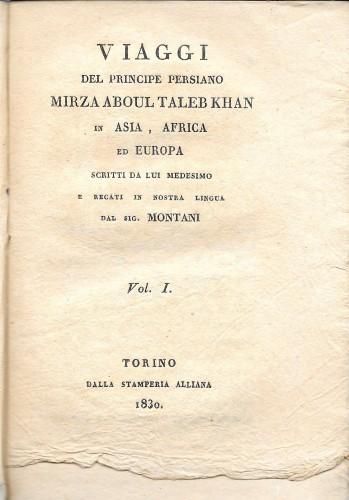 VIAGGI
DEL PRINCIPE PERSIANO
MIRZA ABOUL TALEB KHAN
IN ASIA, AFRICA
ED EUROPA
SCRITTI DA LUI MEDESIMO
E RECATI IN NOSTRA LINGUA
DAL SIG. MONTANI
Vol. I.
TORINO
DALLA STAMPERIA ALLIANA
1830.